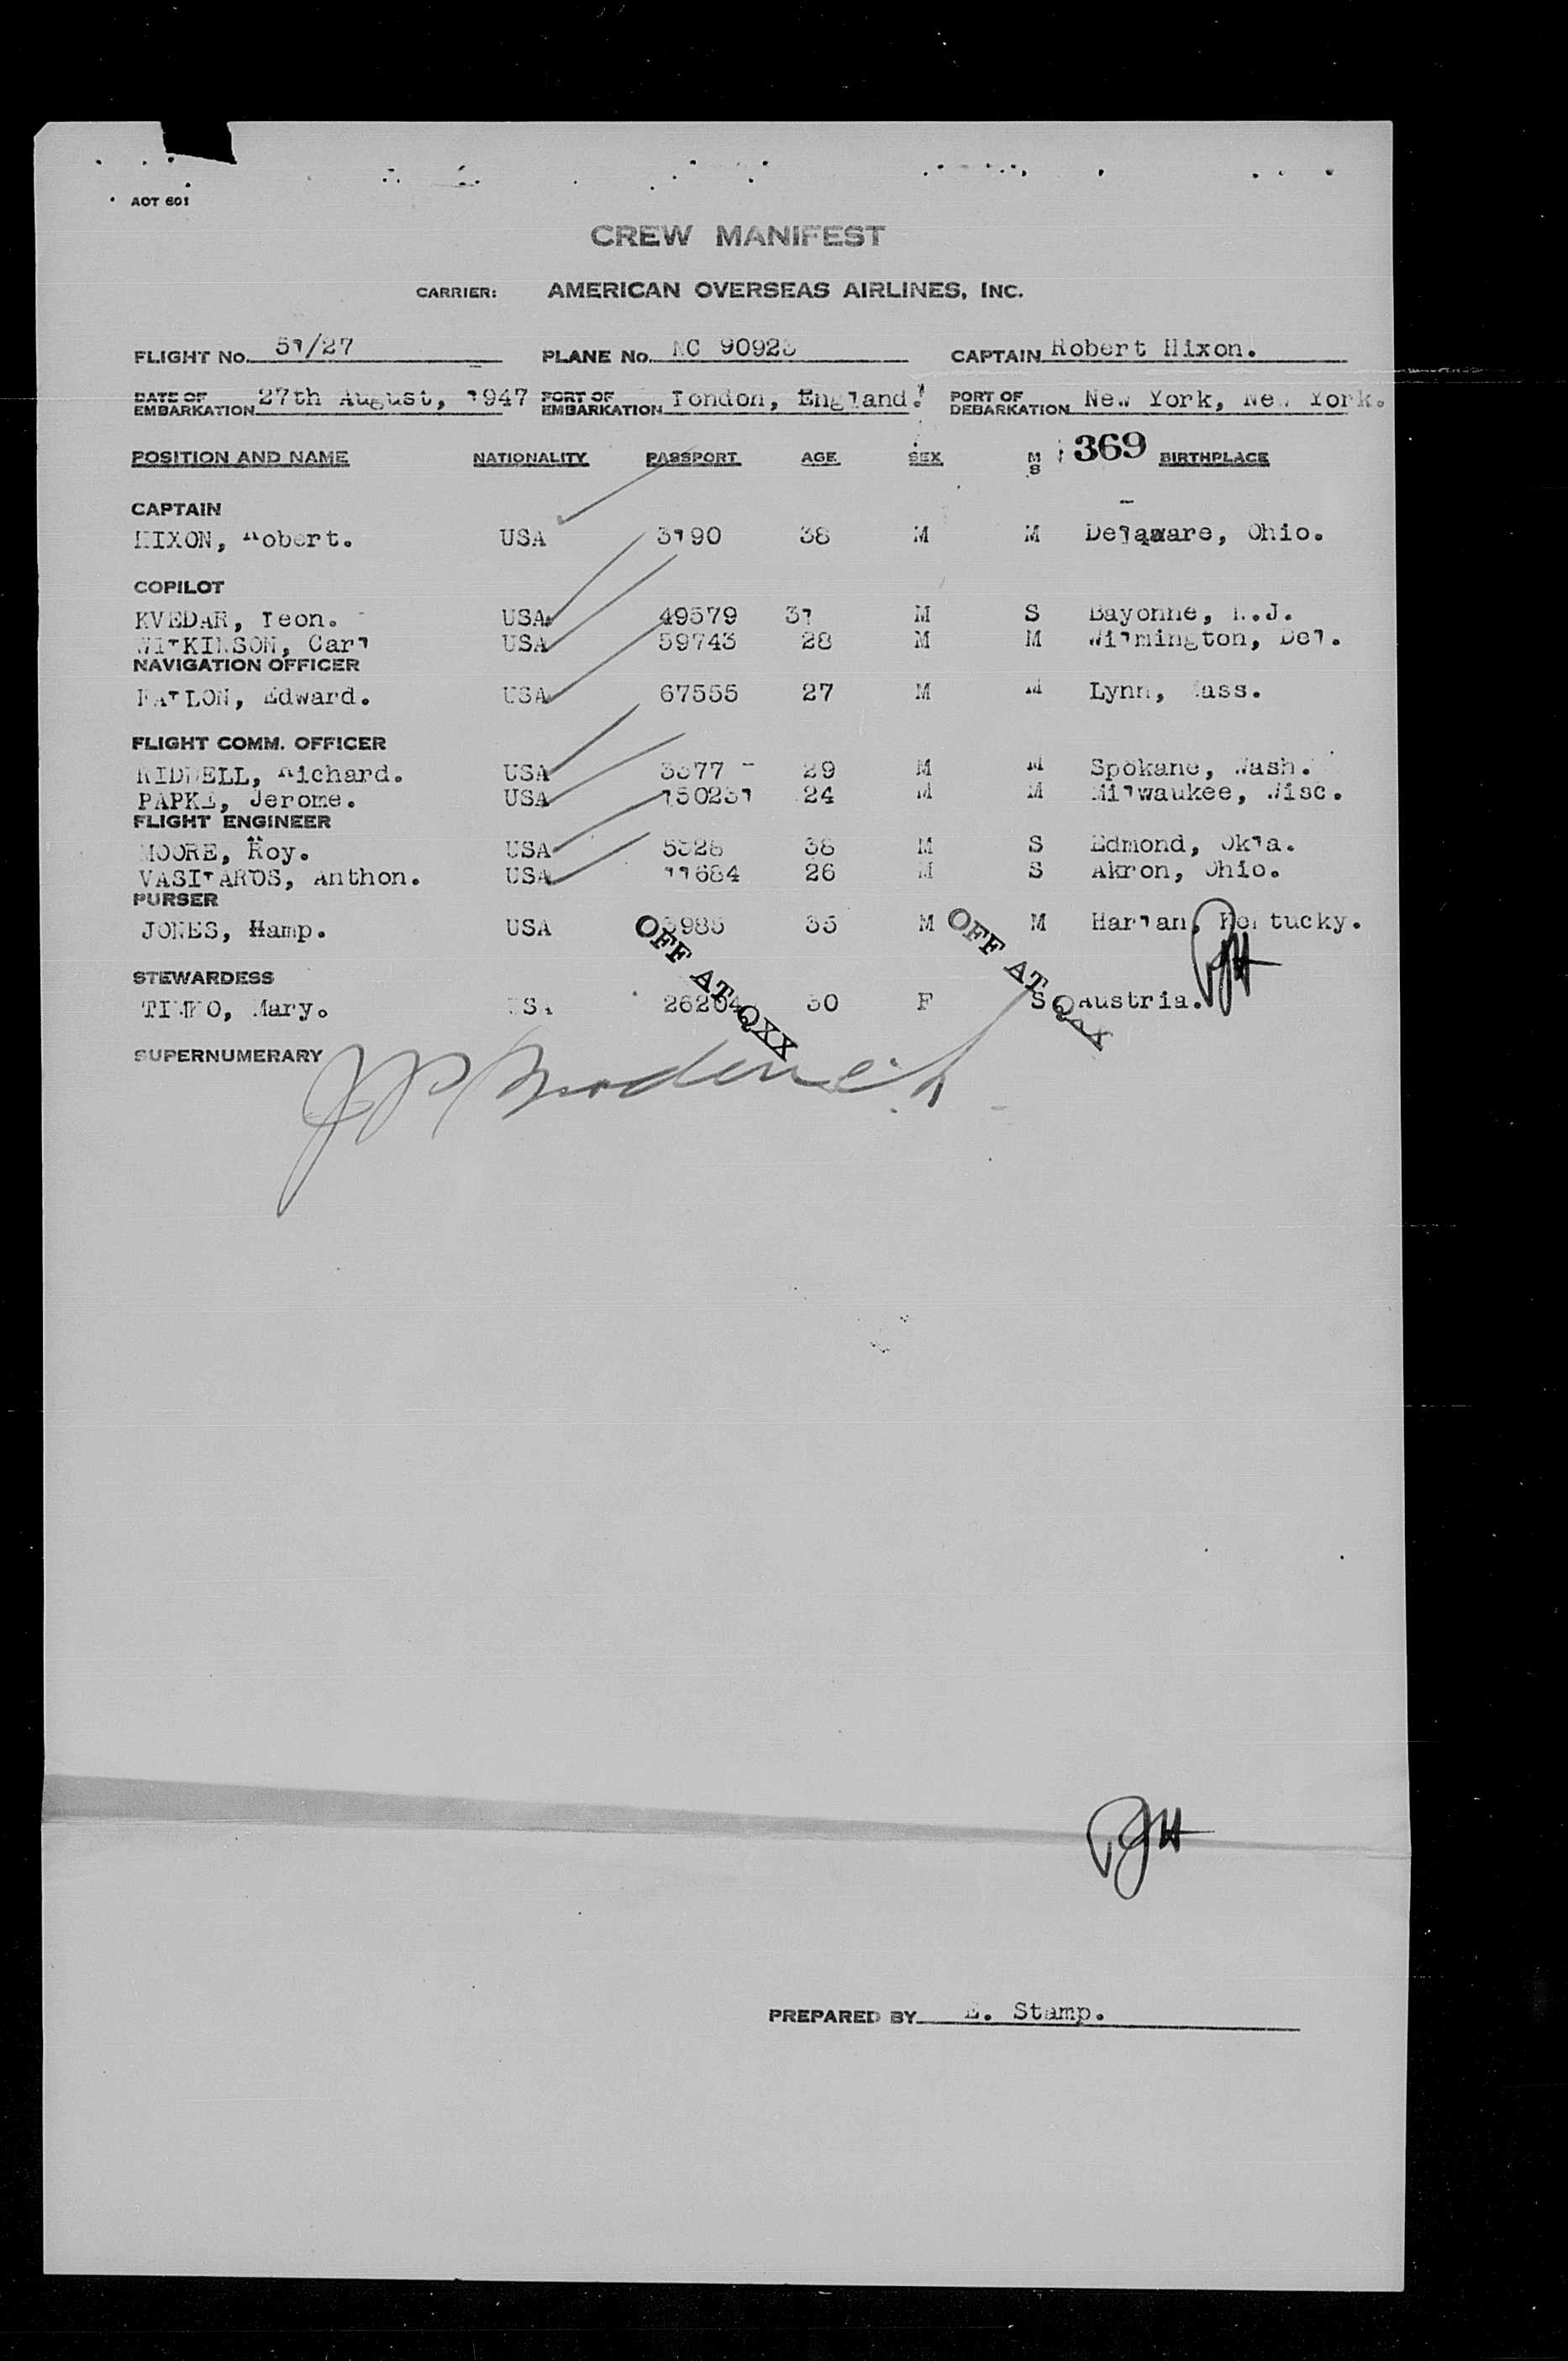 AOT 601
CREW MANIFEST
CARRIER: AMERICAN OVERSEAS AIRLINES, INC.
FLIGHT No. 51/27 PLANE No. NC 90923 CAPTAIN Robert Hixon.
DATE OF EMBARKATION 27th August, 1947 PORT OF EMBARKATION London, England. PORT OF DEBARKATION New York, New York.
369
POSITION AND NAME NATIONALITY PASSPORT AGE SEX M S BIRTHPLACE
CAPTAIN
HIXON, Robert. USA 3190 38 M M Delaware, Ohio.
COPILOT
KVEDAR, Leon. USA 49579 31 M S Bayonne, N.J.
WILKINSON, Carl USA 59743 28 M M Wilmington, Del.
NAVIGATION OFFICER
Edward. USA 67555 27 M M Lynn, Mass.
FLIGHT COMM. OFFICER
RIDDELL, Richard. USA 3377 29 M M Spokane, Wash.
PAPKE, Jerome. USA 150231 24 M M Milwaukee, Wisc.
FLIGHT ENGINEER
MOORE, Roy. USA 5328 38 M S Edmond, Okla.
VASILAROS, Anthon. USA 11684 26 M S Akron, Ohio.
PURSER
JONES, Hamp. USA 3985 35 M M Harlan, Kentucky.
OFF AT QXX OFF AT QXX
STEWARDESS
TIMKO, Mary. USA 26204 30 F S Austria.
SUPERNUMERARY
PREPARED BY E. Stamp.